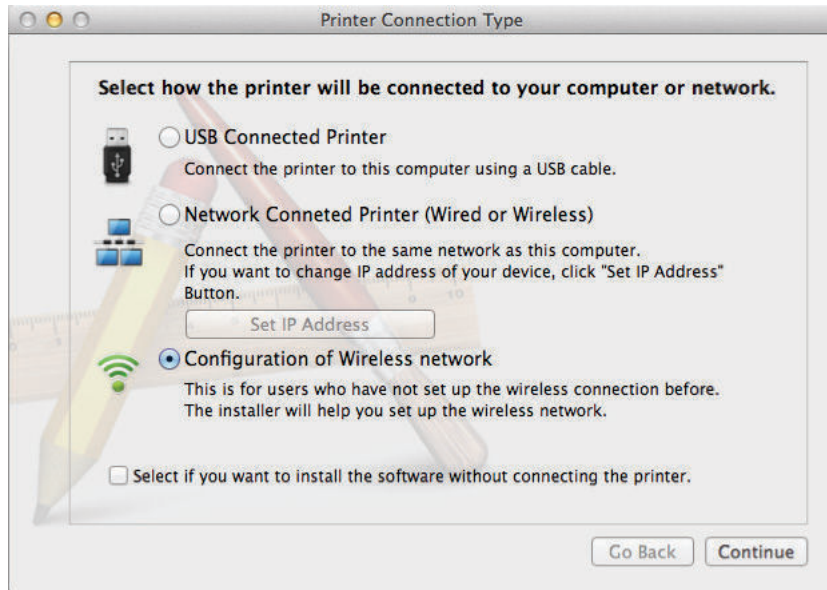 Printer Connection Type
Select how the printer will be connected to your computer or network.
USB Connected Printer
Connect the printer to this computer using a USB cable.
Network Conneted Printer (Wired or Wireless)
Connect the printer to the same network as this computer.
If you want to change IP address of your device, click "Set IP Address"
Button.
Set IP Address
Configuration of Wireless network
This is for users who have not set up the wireless connection before.
The installer will help you set up the wireless network.
Select if you want to install the software without connecting the printer.
Go Back Continue